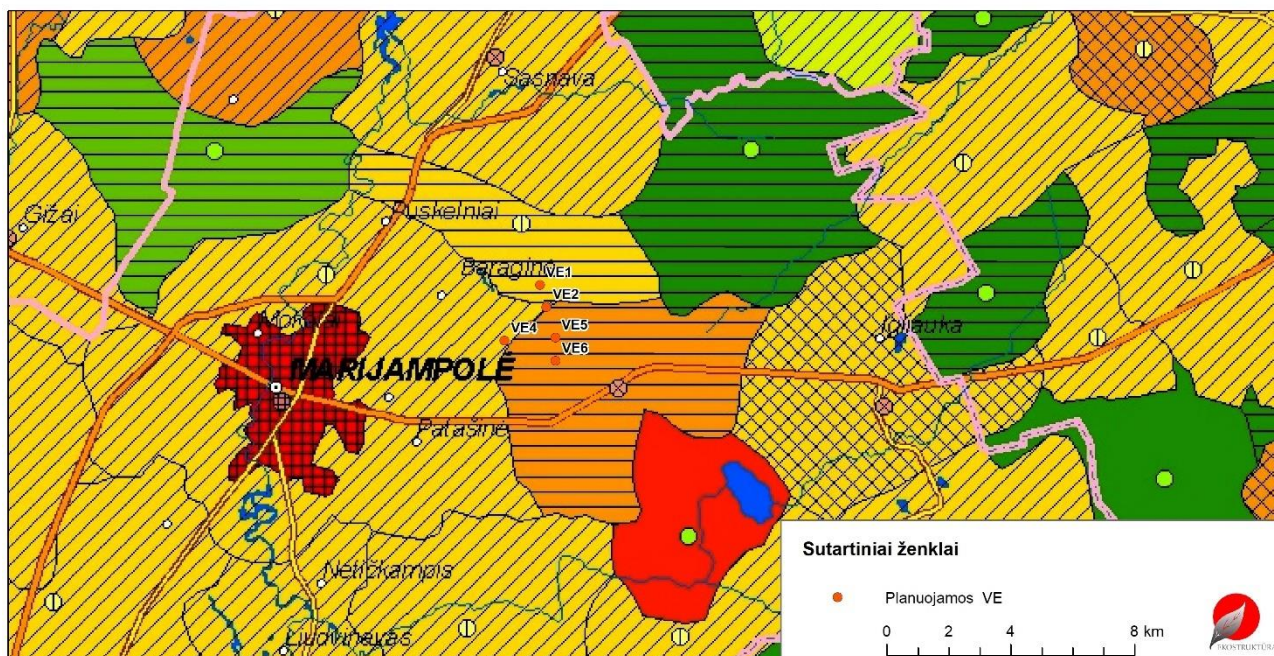 Sasnava
Gižai
Puskelniai
Baraginė
VE1
VE2
VE4
VE5
VE6
Igliauka
MARIJAMPOLĖ
Patašinė
Netičkampis
Liudvinavas
Sutartiniai ženklai
Planuojamos VE
0 2 4 8 km